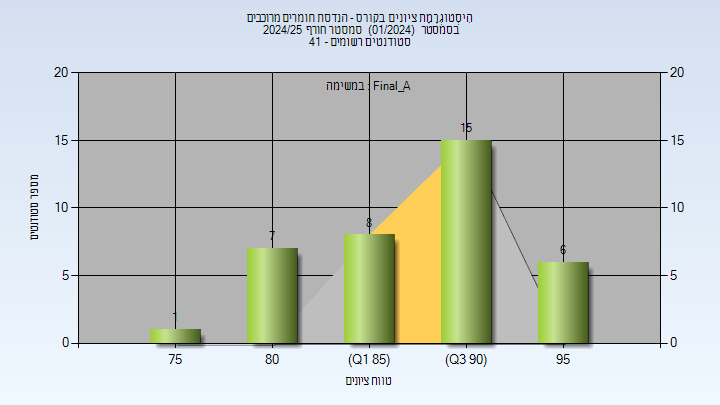 היסטוגרמת ציונים בקורס - הנדסת חומרים מרוכבים
בסמסטר (01/2024) סמסטר חורף 2024/25
סטודנטים רשומים - 41
במשימה : Final_A
20 20
15 15
10 10
5 5
0 0
מספר סטודנטים
1 7 8 15 6
75 80 (Q1 85) (Q3 90) 95
טווח ציונים